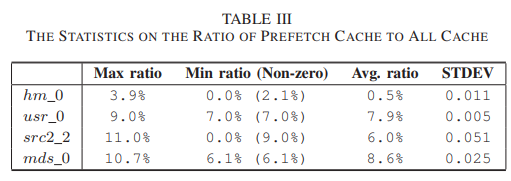 TABLE III
THE STATISTICS ON THE RATIO OF PREFETCH CACHE TO ALL CACHE
Max ratio Min ratio (Non-zero) Avg. ratio STDEV
hm_0 3.9% 0.0% (2.1%) 0.5% 0.011
usr_0 9.0% 7.0% (7.0%) 7.9% 0.005
src2_2 11.0% 0.0% (9.0%) 6.0% 0.051
mds_0 10.7% 6.1% (6.1%) 8.6% 0.025